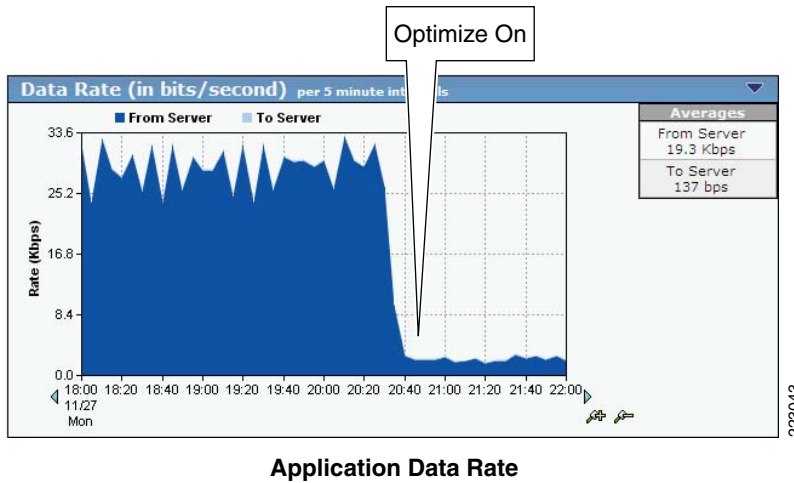 Optimize On
Data Rate (in bits/second) per 5 minute int ls
From Server To Server
Averages
From Server
19.3 Kbps
To Server
137 bps
Rate (Kbps)
33.6
25.2
16.8
8.4
0.0
18:00 18:20 18:40 19:00 19:20 19:40 20:00 20:20 20:40 21:00 21:20 21:40 22:00
11/27
Mon
223043
Application Data Rate